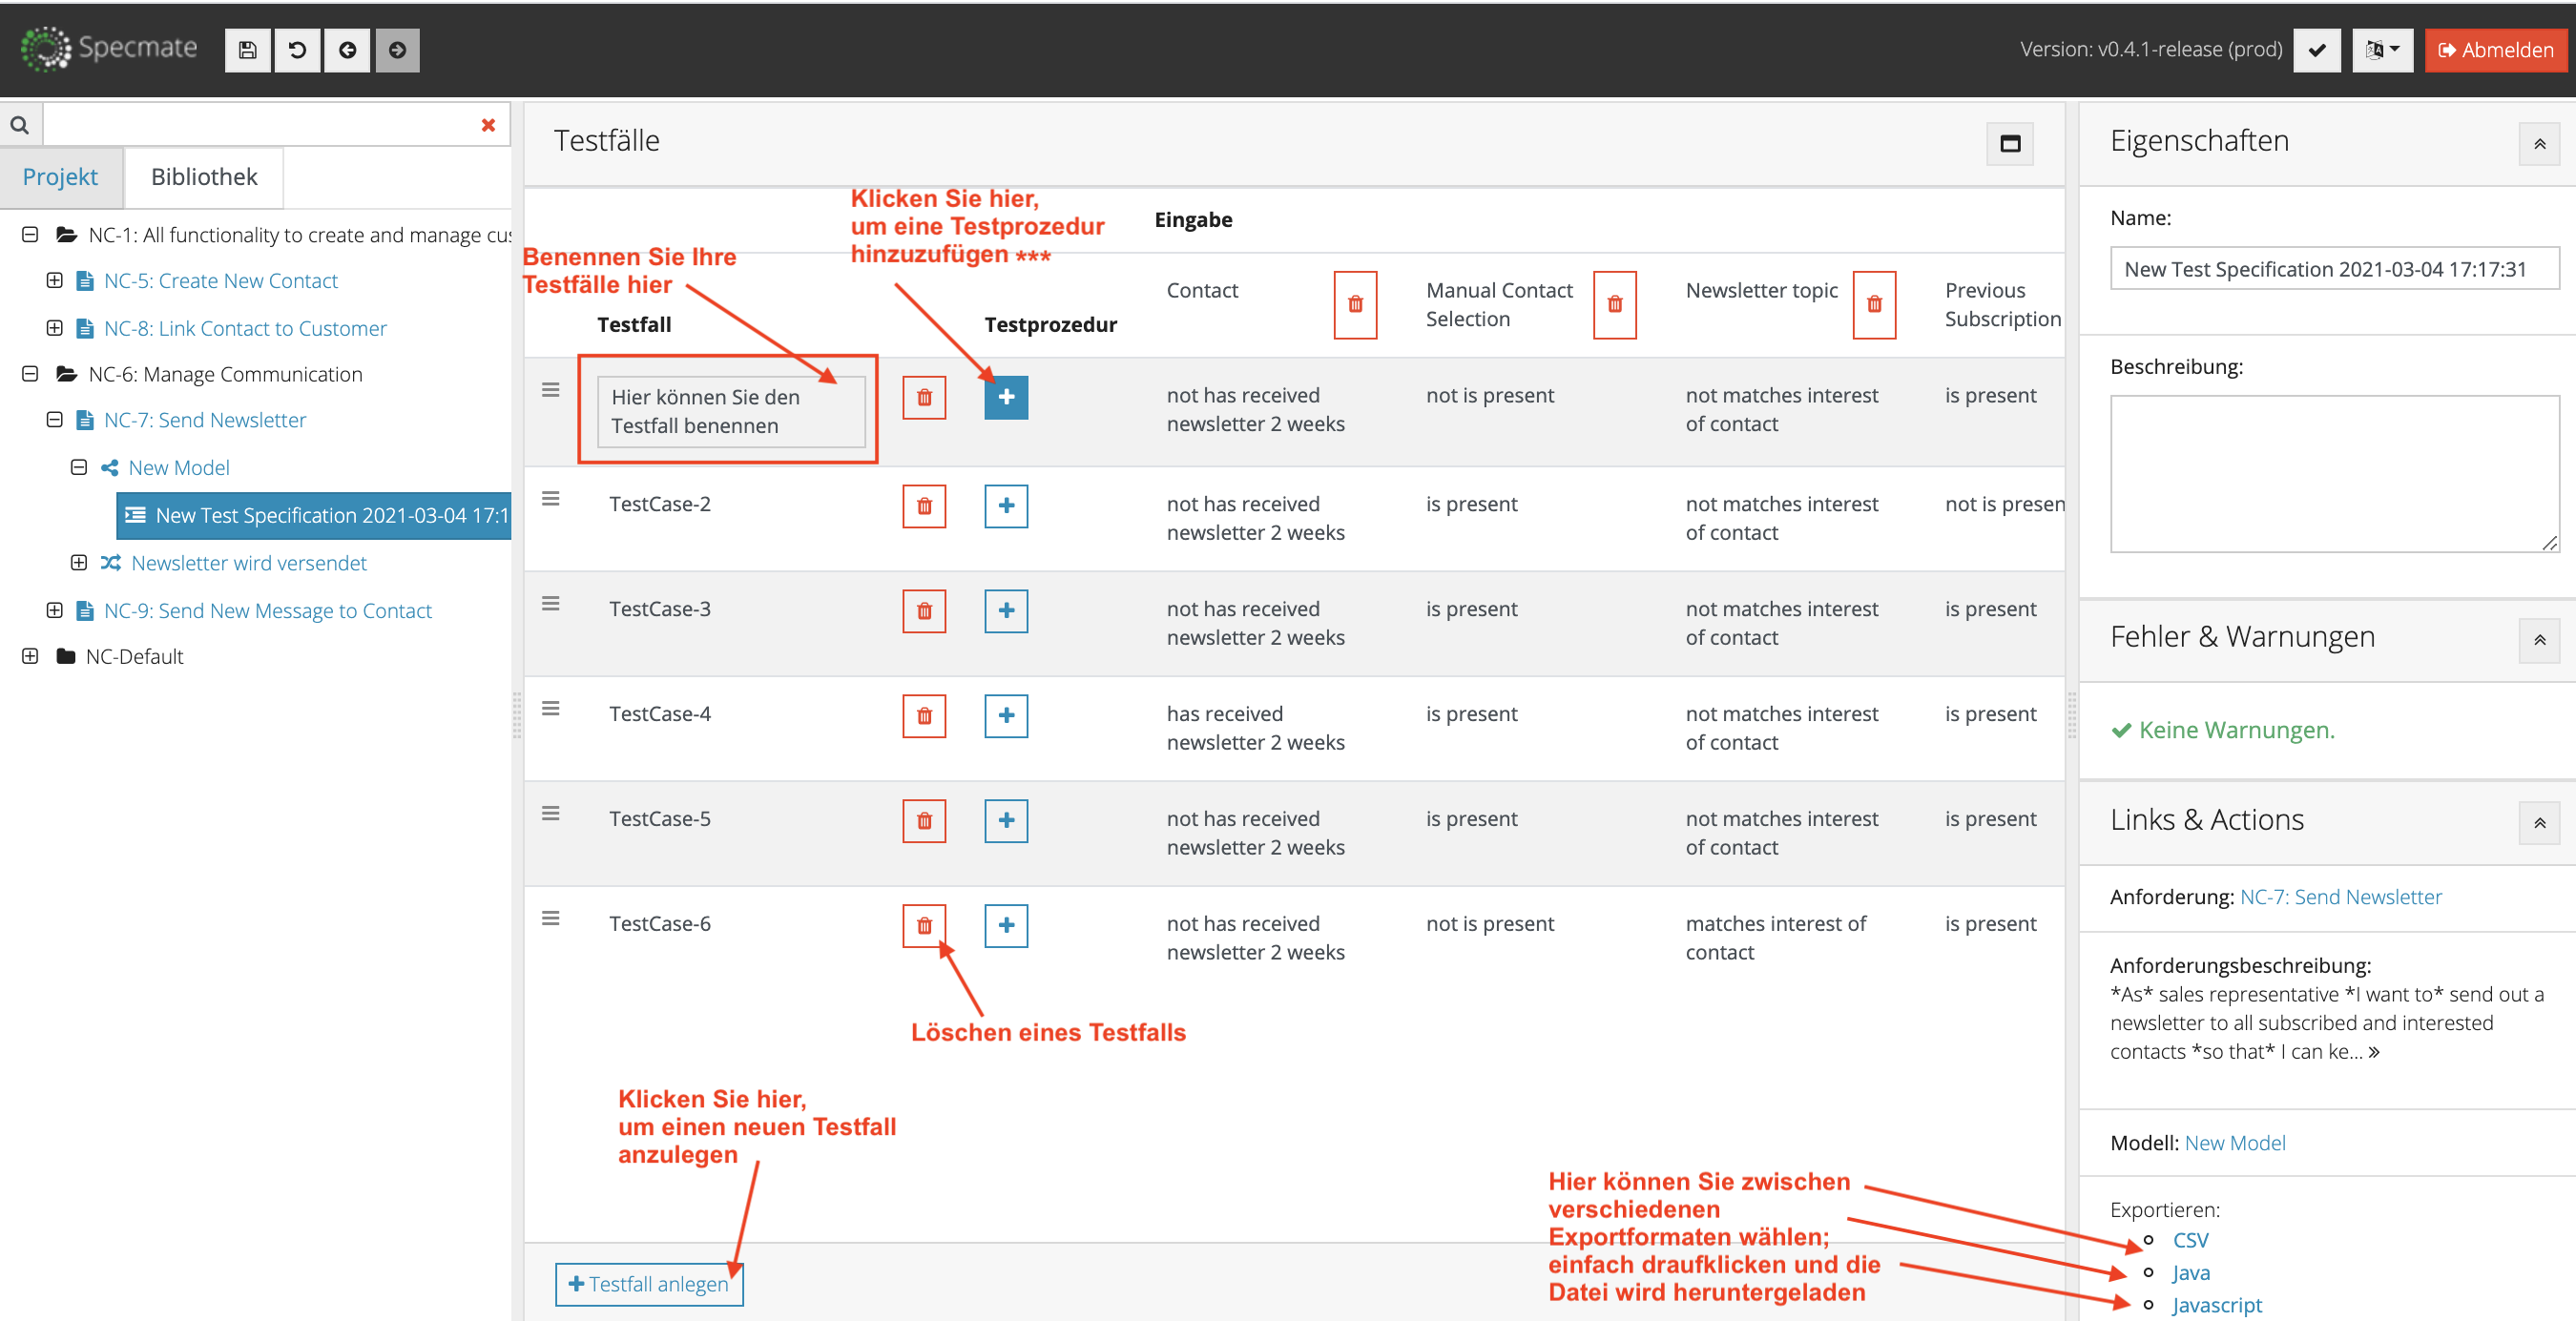 Specmate
Version: v0.4.1-release (prod)
Abmelden
Projekt
Bibliothek
NC-1: All functionality to create and manage cus
NC-5: Create New Contact
NC-8: Link Contact to Customer
NC-6: Manage Communication
NC-7: Send Newsletter
New Model
New Test Specification 2021-03-04 17:1
Newsletter wird versendet
NC-9: Send New Message to Contact
NC-Default
Testfälle
Klicken Sie hier,
um eine Testprozedur
hinzuzufügen ***
Benennen Sie Ihre
Testfälle hier
Eingabe
Testfall
Testprozedur
Contact
Manual Contact
Selection
Newsletter topic
Previous
Subscription
Hier können Sie den
Testfall benennen
not has received
newsletter 2 weeks
not is present
not matches interest
of contact
is present
TestCase-2
not has received
newsletter 2 weeks
is present
not matches interest
of contact
not is presen
TestCase-3
not has received
newsletter 2 weeks
is present
not matches interest
of contact
is present
TestCase-4
has received
newsletter 2 weeks
is present
not matches interest
of contact
is present
TestCase-5
not has received
newsletter 2 weeks
is present
not matches interest
of contact
is present
TestCase-6
not has received
newsletter 2 weeks
not is present
matches interest of
contact
is present
Löschen eines Testfalls
Klicken Sie hier,
um einen neuen Testfall
anzulegen
Testfall anlegen
Hier können Sie zwischen
verschiedenen
Exportformaten wählen;
einfach draufklicken und die
Datei wird heruntergeladen
Eigenschaften
Name:
New Test Specification 2021-03-04 17:17:31
Beschreibung:
Fehler & Warnungen
Keine Warnungen.
Links & Actions
Anforderung: NC-7: Send Newsletter
Anforderungsbeschreibung:
*As* sales representative *I want to* send out a
newsletter to all subscribed and interested
contacts *so that* I can ke... »
Modell: New Model
Exportieren:
CSV
Java
Javascript